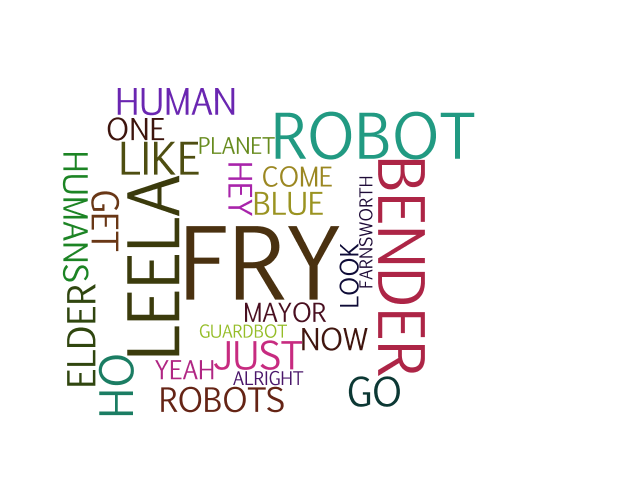 HUMAN
ONE
ROBOT
LIKE
PLANET
HUMANS
GET
LEELA
HEY
COME
BLUE
FRY
BENDER
FARNSWORTH
LOOK
ELDER
MAYOR
GUARDBOT
NOW
JUST
OH
YEAH
ALRIGHT
ROBOTS
GO